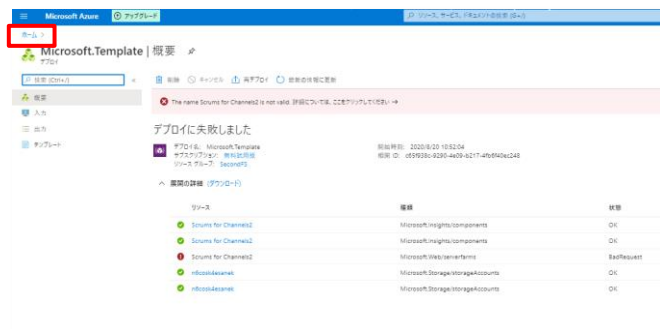 Microsoft Azure
アップグレード
リソース、サービス、ドキュメントの検索 (G+/)
ホーム >
Microsoft.Template | 概要
デプロイ
検索 (Ctrl+/)
削除
キャンセル
再デプロイ
最新の情報に更新
概要
入力
出力
テンプレート
The name Scrums for Channels2 is not valid. 詳細については、ここをクリックしてください →
デプロイに失敗しました
デプロイ名: Microsoft.Template
サブスクリプション: 無料試用版
リソース グループ: SecondFS
開始時刻: 2020/8/20 10:52:04
相関 ID:
展開の詳細 (ダウンロード)
リソース 種類 状態
Scrums for Channels2 Microsoft.Insights/components OK
Scrums for Channels2 Microsoft.Insights/components OK
Scrums for Channels2 Microsoft.Web/serverfarms BadRequest
Microsoft.Storage/storageAccounts OK
Microsoft.Storage/storageAccounts OK